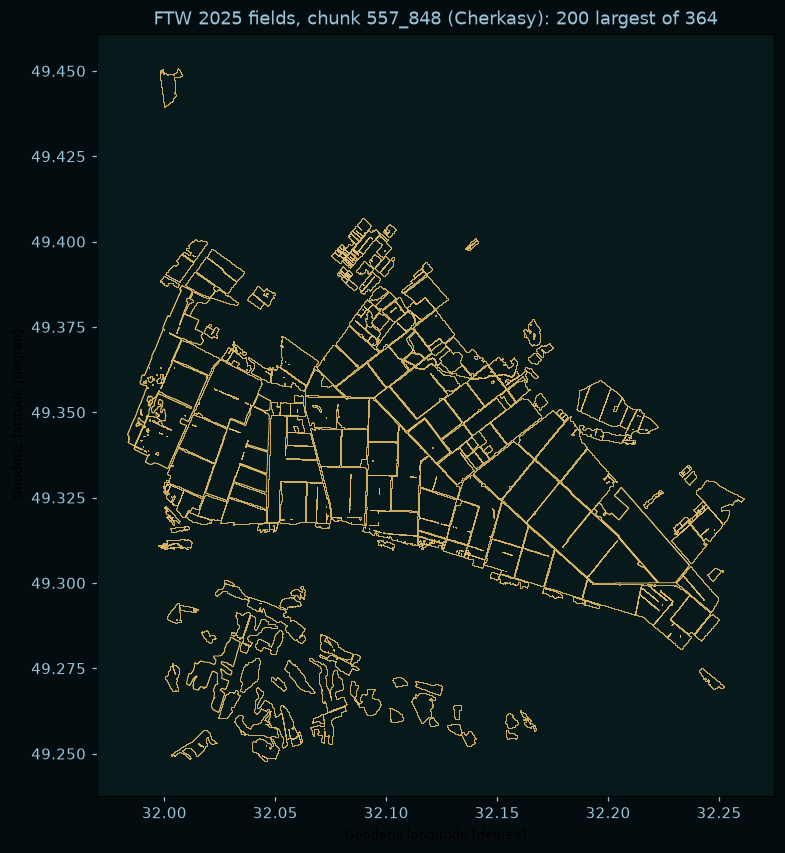 FTW 2025 fields, chunk 557_848 (Cherkasy): 200 largest of 364
49.450
49.425
49.400
49.375
49.350
49.325
49.300
49.275
49.250
Geodetic latitude [degree]
32.00 32.05 32.10 32.15 32.20 32.25
Geodetic longitude [degree]